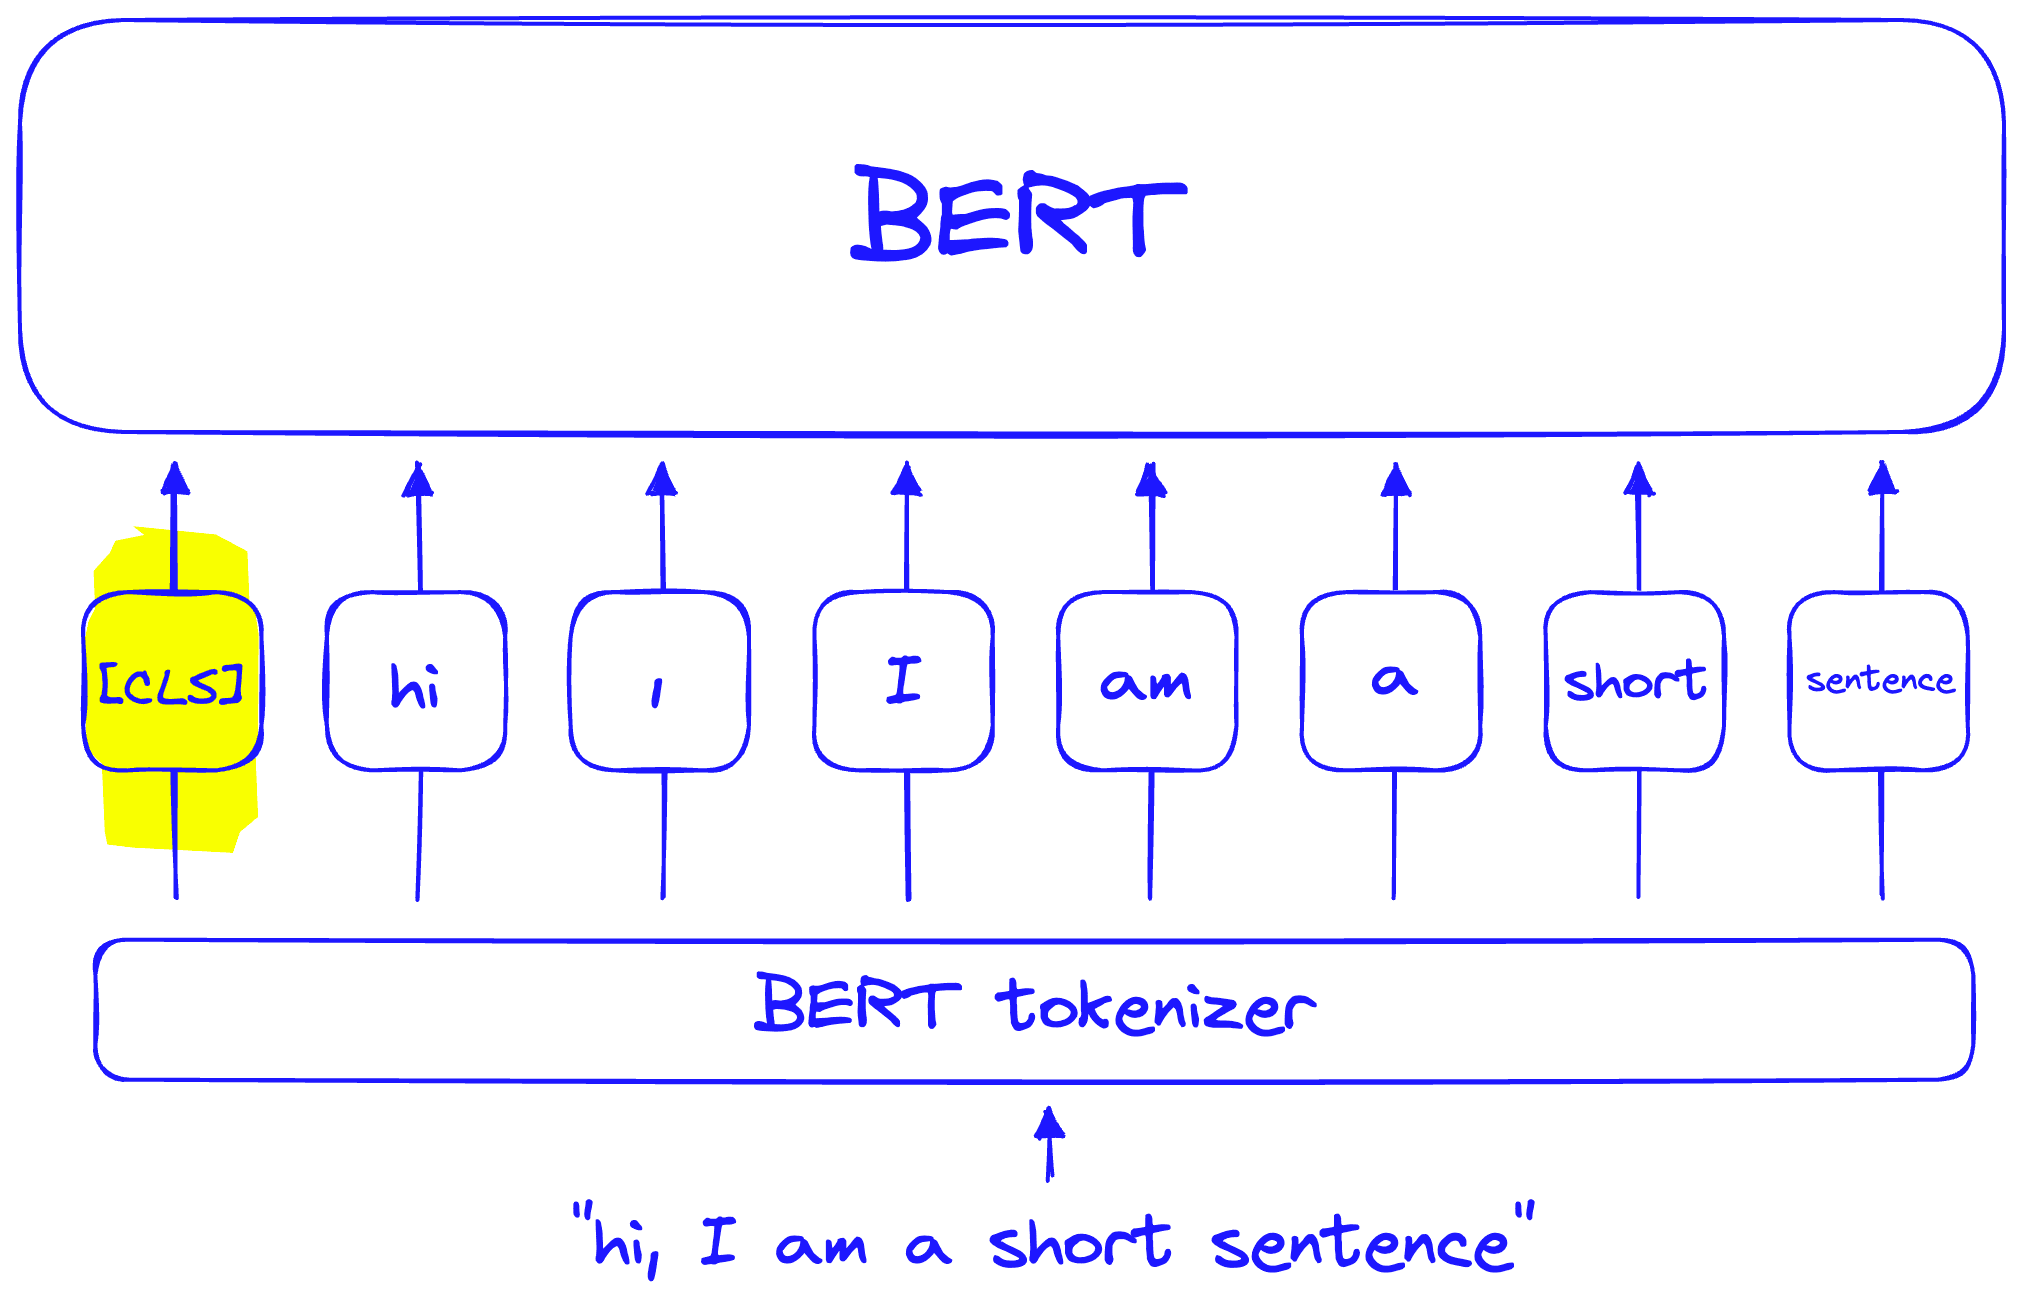 BERT
[CLS] hi , I am a short sentence
BERT tokenizer
"hi, I am a short sentence"